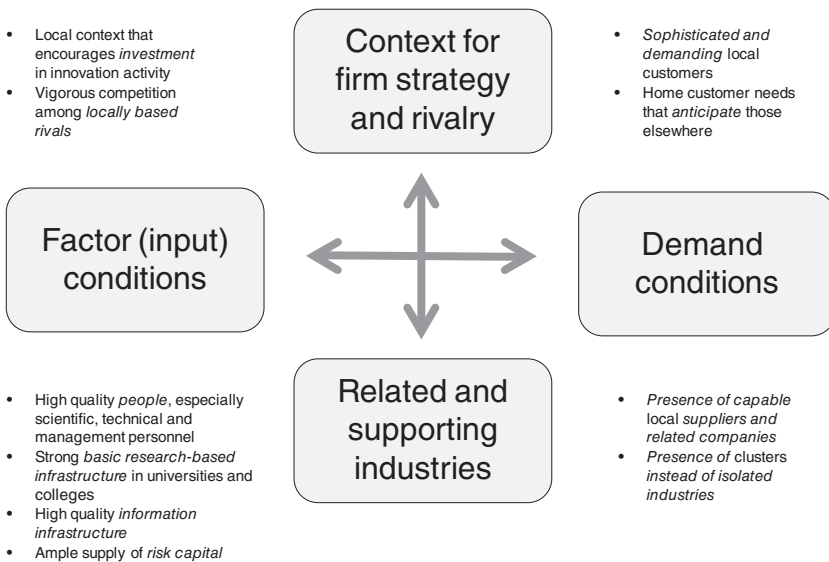 • Local context that
encourages investment
in innovation activity
• Vigorous competition
among locally based
rivals
Context for
firm strategy
and rivalry
• Sophisticated and
demanding local
customers
• Home customer needs
that anticipate those
elsewhere
Factor (input)
conditions
Demand
conditions
• High quality people, especially
scientific, technical and
management personnel
• Strong basic research-based
infrastructure in universities and
colleges
• High quality information
infrastructure
• Ample supply of risk capital
Related and
supporting
industries
• Presence of capable
local suppliers and
related companies
• Presence of clusters
instead of isolated
industries